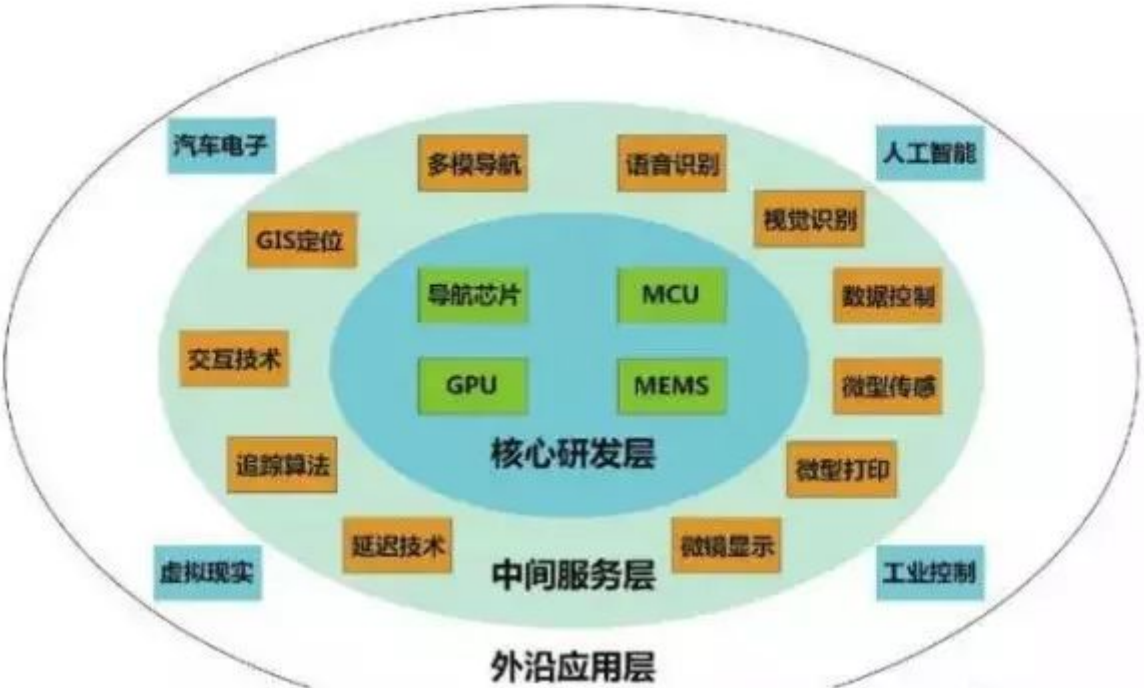 汽车电子
多模导航
语音识别
人工智能
GIS定位
视觉识别
导航芯片
MCU
数据控制
交互技术
GPU
MEMS
微型传感
核心研发层
追踪算法
微型打印
延迟技术
微镜显示
虚拟现实
中间服务层
工业控制
外沿应用层